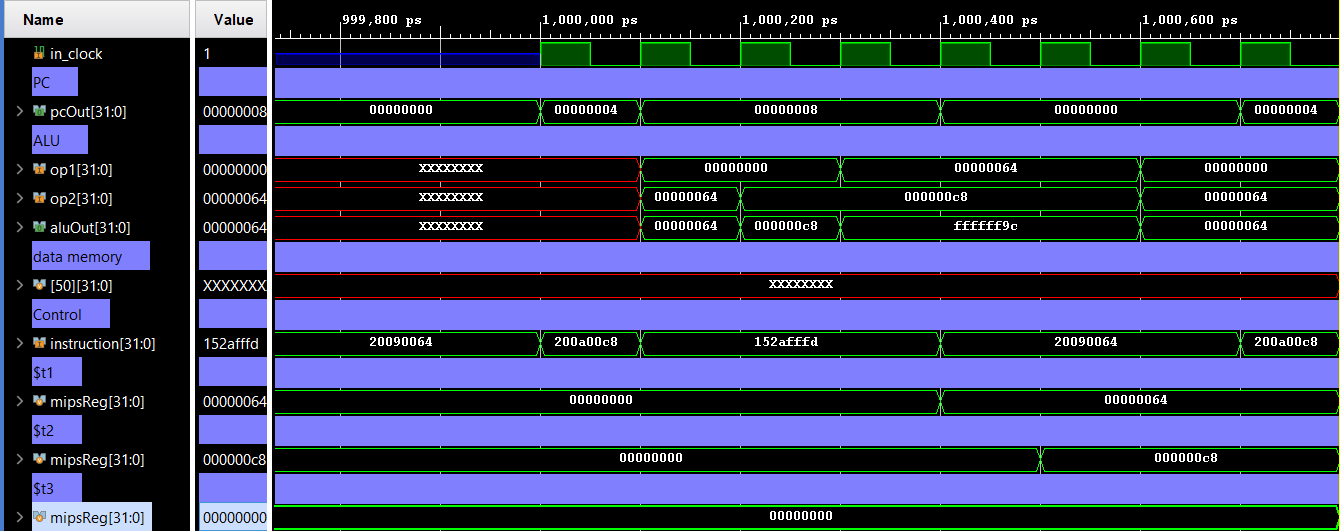 Name Value 999,800 ps 1,000,000 ps 1,000,200 ps 1,000,400 ps 1,000,600 ps
in_clock 1
PC
pcOut[31:0] 00000008 00000000 00000004 00000008 00000000 00000004
ALU
op1[31:0] 00000000 XXXXXXXX 00000000 00000064 00000000
op2[31:0] 00000064 XXXXXXXX 00000064 000000c8 00000064
aluOut[31:0] 00000064 XXXXXXXX 00000064 000000c8 ffffff9c 00000064
data memory
[50][31:0] XXXXXXXX XXXXXXXX
Control
instruction[31:0] 152afffd 20090064 200a00c8 152afffd 20090064 200a00c8
$t1
mipsReg[31:0] 00000064 00000000 00000064
$t2
mipsReg[31:0] 000000c8 00000000 000000c8
$t3
mipsReg[31:0] 00000000 00000000